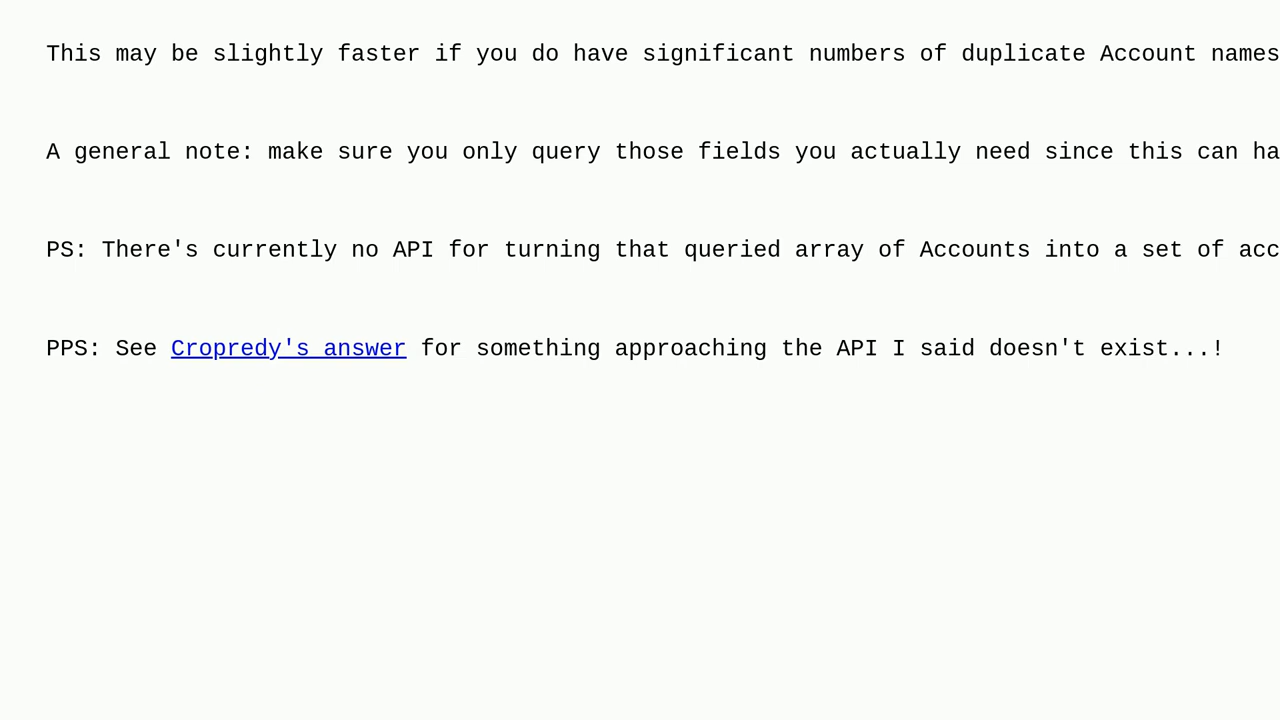 This may be slightly faster if you do have significant numbers of duplicate Account names
A general note: make sure you only query those fields you actually need since this can ha
PS: There's currently no API for turning that queried array of Accounts into a set of acc
PPS: See Cropredy's answer for something approaching the API I said doesn't exist...!